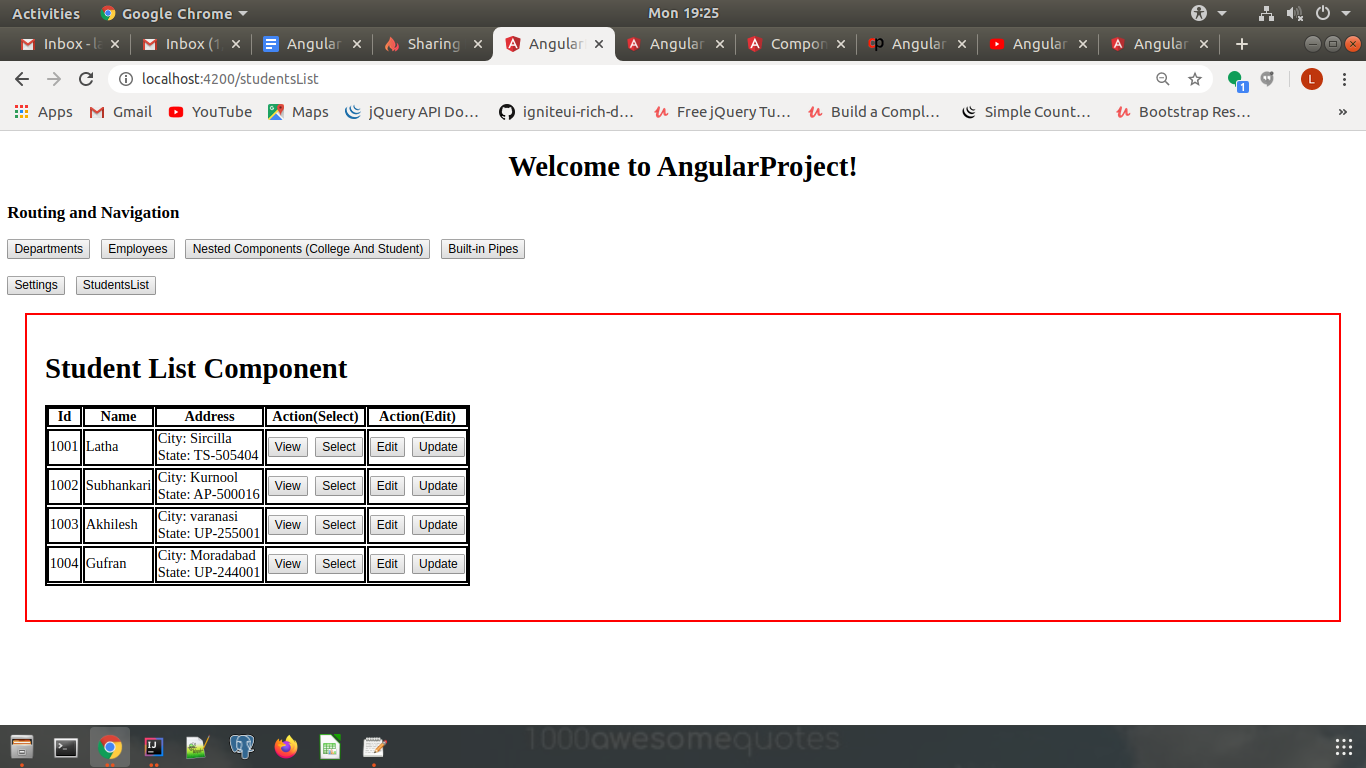 Activities Google Chrome Mon 19:25
Inbox - la Inbox (1 Angular Sharing Angular Angular Compon Angular Angular Angular
localhost:4200/studentsList L
1
Apps Gmail YouTube Maps jQuery API Do... igniteui-rich-d... Free jQuery Tu... Build a Compl... Simple Count... Bootstrap Res... »
Welcome to AngularProject!
Routing and Navigation
Departments Employees Nested Components (College And Student) Built-in Pipes
Settings StudentsList
Student List Component
Id Name Address Action(Select) Action(Edit)
1001 Latha City: Sircilla View Select Edit Update
State: TS-505404
1002 Subhankari City: Kurnool View Select Edit Update
State: AP-500016
1003 Akhilesh City: varanasi View Select Edit Update
State: UP-255001
1004 Gufran City: Moradabad View Select Edit Update
State: UP-244001
1000awesomequotes